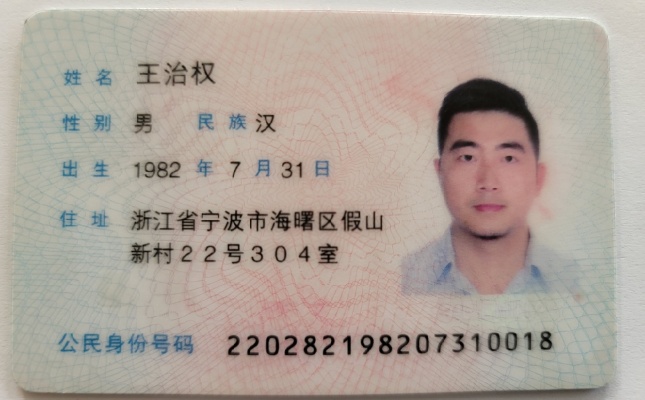 姓名 王治权
性别 男 民族 汉
出生 1982 年 7 月 31 日
住址 浙江省宁波市海曙区假山
新村22号304室
公民身份号码 220282198207310018